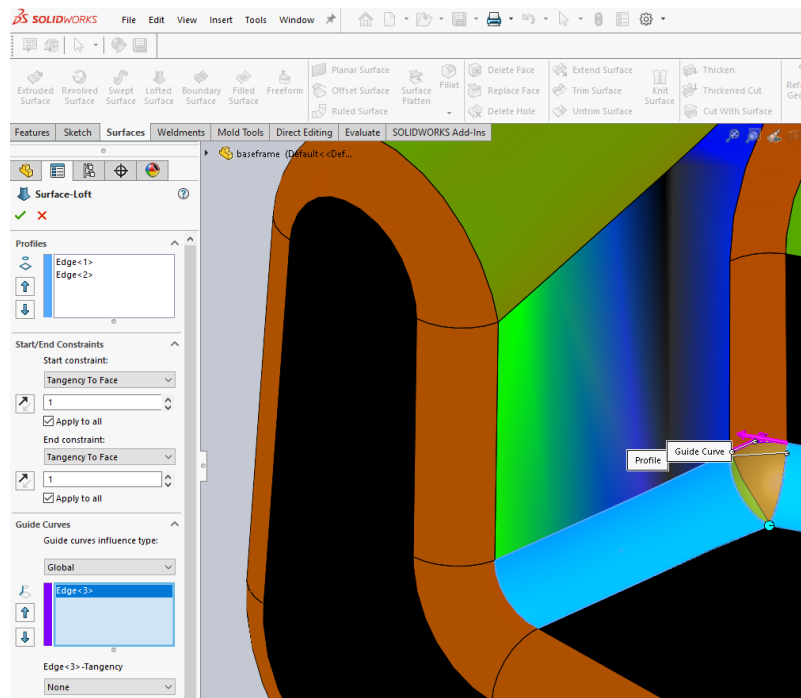 SOLIDWORKS File Edit View Insert Tools Window
Extruded Surface
Revolved Surface
Swept Surface
Lofted Surface
Boundary Surface
Filled Surface
Freeform
Planar Surface
Offset Surface
Ruled Surface
Surface Flatten
Fillet
Delete Face
Replace Face
Delete Hole
Extend Surface
Trim Surface
Untrim Surface
Knit Surface
Thicken
Thickened Cut
Cut With Surface
Features Sketch Surfaces Weldments Mold Tools Direct Editing Evaluate SOLIDWORKS Add-Ins
baseframe (Default<<Def...
Surface-Loft
Profiles
Edge<1>
Edge<2>
Start/End Constraints
Start constraint:
Tangency To Face
1
Apply to all
End constraint:
Tangency To Face
1
Apply to all
Guide Curves
Guide curves influence type:
Global
Edge<3>
Edge<3>-Tangency
None
Profile
Guide Curve